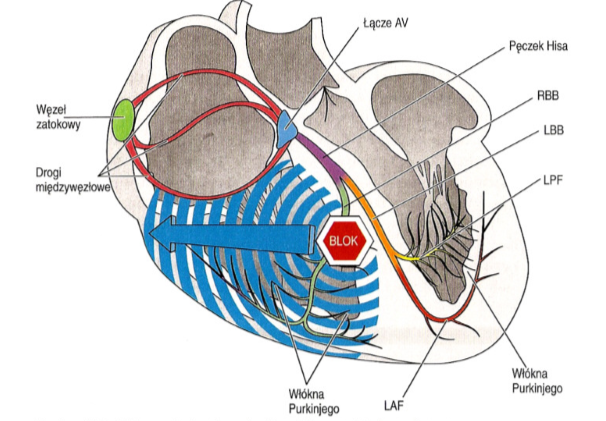 Łącze AV
Pęczek Hisa
RBB
LBB
LPF
Węzeł
zatokowy
Drogi
międzywęzłowe
BLOK
Włókna
Purkinjego
LAF
Włókna
Purkinjego